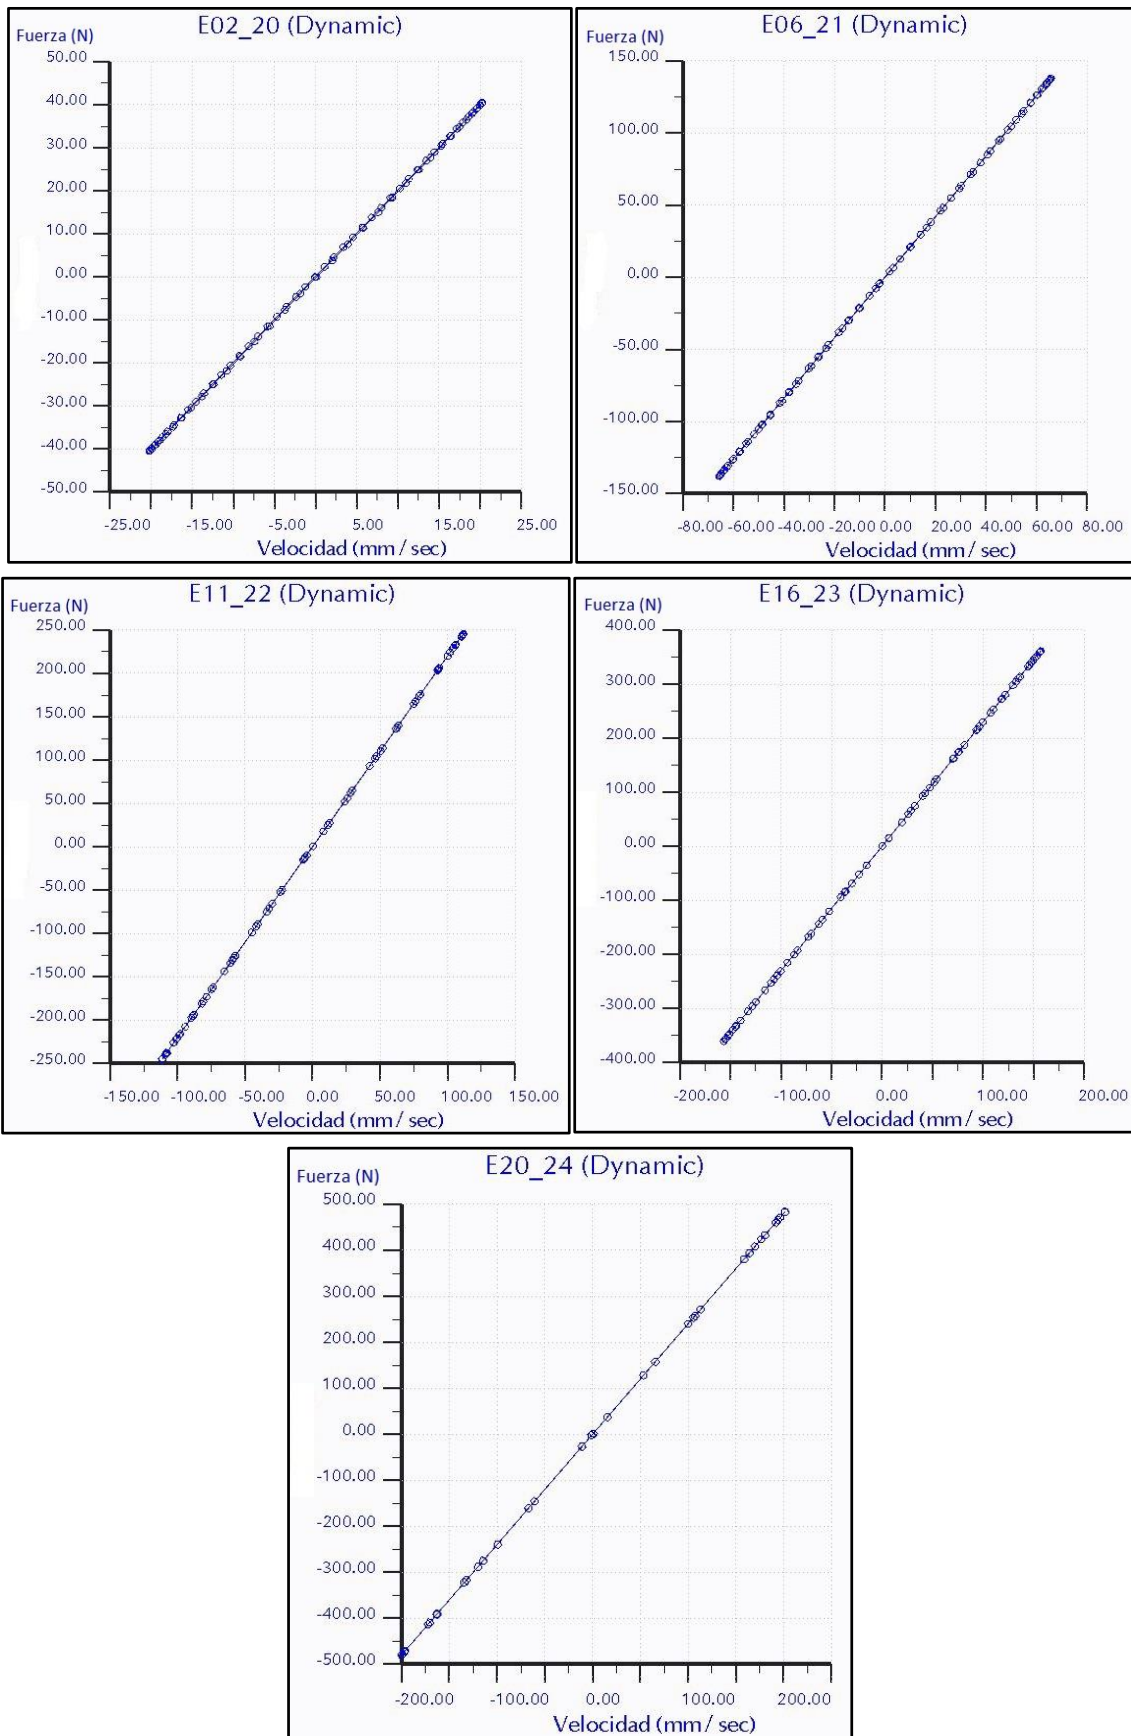 E02_20 (Dynamic)
Fuerza (N)
50.00
40.00
30.00
20.00
10.00
0.00
-10.00
-20.00
-30.00
-40.00
-50.00
-25.00 -15.00 -5.00 5.00 15.00 25.00
Velocidad (mm / sec)
E06_21 (Dynamic)
Fuerza (N)
150.00
100.00
50.00
0.00
-50.00
-100.00
-150.00
-80.00 -60.00 -40.00 -20.00 0.00 20.00 40.00 60.00 80.00
Velocidad (mm / sec)
E11_22 (Dynamic)
Fuerza (N)
250.00
200.00
150.00
100.00
50.00
0.00
-50.00
-100.00
-150.00
-200.00
-250.00
-150.00 -100.00 -50.00 0.00 50.00 100.00 150.00
Velocidad (mm / sec)
E16_23 (Dynamic)
Fuerza (N)
400.00
300.00
200.00
100.00
0.00
-100.00
-200.00
-300.00
-400.00
-200.00 -100.00 0.00 100.00 200.00
Velocidad (mm / sec)
E20_24 (Dynamic)
Fuerza (N)
500.00
400.00
300.00
200.00
100.00
0.00
-100.00
-200.00
-300.00
-400.00
-500.00
-200.00 -100.00 0.00 100.00 200.00
Velocidad (mm / sec)